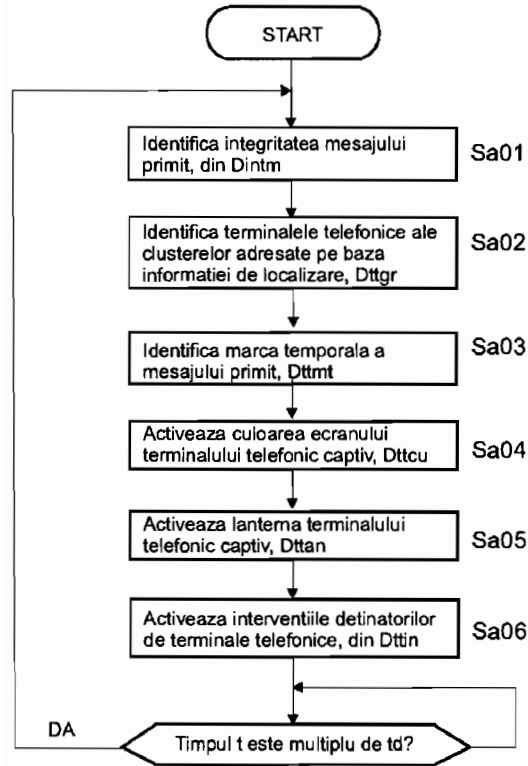 START
Identifica integritatea mesajului
primit, din Dintm
Sa01
Identifica terminalele telefonice ale
clusterelor adresate pe baza
informatiei de localizare, Dttgr
Sa02
Identifica marca temporala a
mesajului primit, Dttmt
Sa03
Activeaza culoarea ecranului
terminalului telefonic captiv, Dttcu
Sa04
Activeaza lanterna terminalului
telefonic captiv, Dttan
Sa05
Activeaza interventiile detinatorilor
de terminale telefonice, din Dttin
Sa06
DA
Timpul t este multiplu de td?